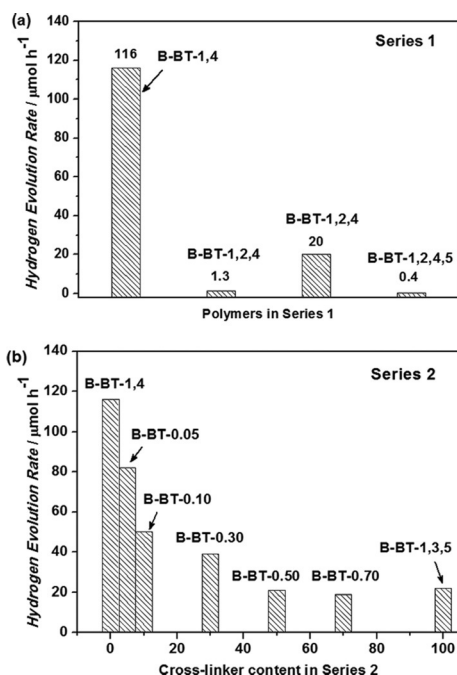 (a)
Series 1
Hydrogen Evolution Rate / μmol h⁻¹
140
120
100
80
60
40
20
0
116
B-BT-1,4
B-BT-1,2,4
1.3
B-BT-1,2,4
20
B-BT-1,2,4,5
0.4
Polymers in Series 1
(b)
Series 2
Hydrogen Evolution Rate / μmol h⁻¹
140
120
100
80
60
40
20
0
B-BT-1,4
B-BT-0.05
B-BT-0.10
B-BT-0.30
B-BT-0.50
B-BT-0.70
B-BT-1,3,5
0 20 40 60 80 100
Cross-linker content in Series 2